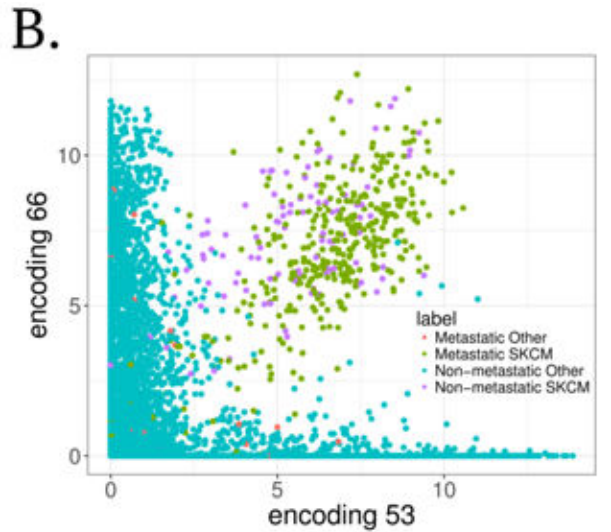 B.
10
5
0
encoding 66
label
Metastatic Other
Metastatic SKCM
Non-metastatic Other
Non-metastatic SKCM
0 5 10
encoding 53